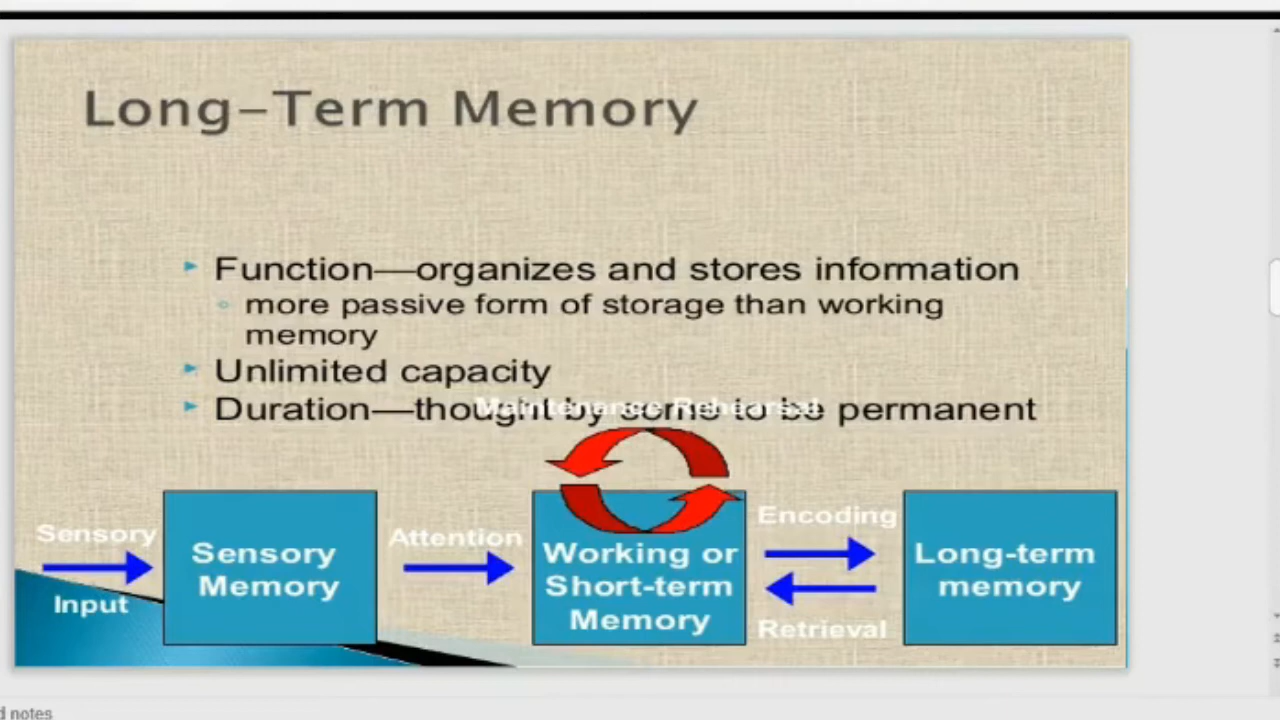 Long-Term Memory
Function—organizes and stores information
more passive form of storage than working
memory
Unlimited capacity
Duration—thought by some to be permanent
Maintenance Rehearsal
Sensory
Input
Sensory
Memory
Attention
Working or
Short-term
Memory
Encoding
Retrieval
Long-term
memory
d notes